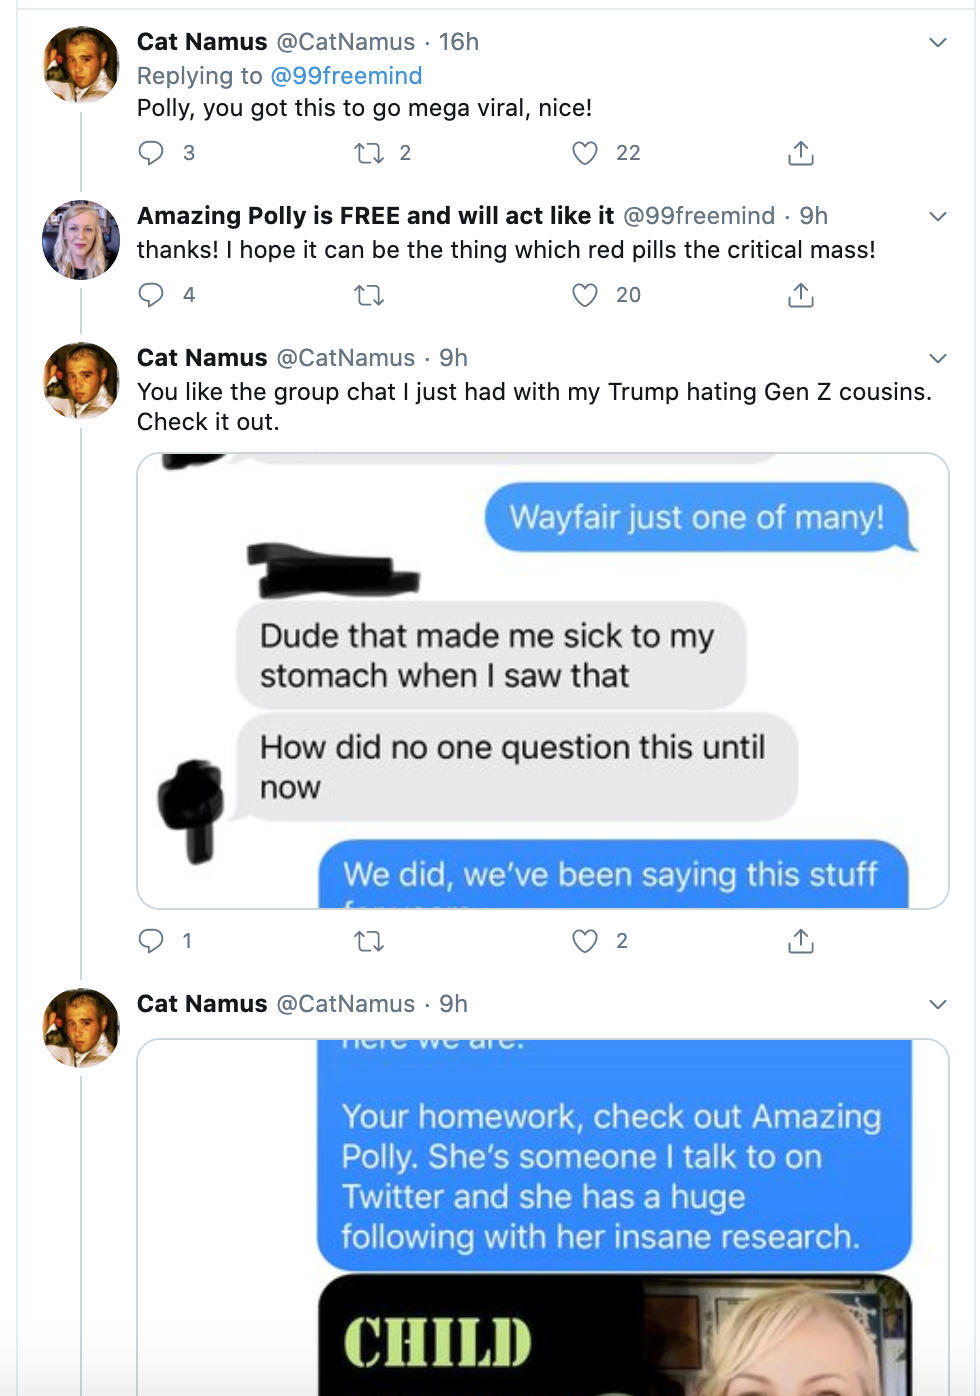 Cat Namus @CatNamus · 16h
Replying to @99freemind
Polly, you got this to go mega viral, nice!
3 2 22
Amazing Polly is FREE and will act like it @99freemind · 9h
thanks! I hope it can be the thing which red pills the critical mass!
4 20
Cat Namus @CatNamus · 9h
You like the group chat I just had with my Trump hating Gen Z cousins.
Check it out.
Wayfair just one of many!
Dude that made me sick to my
stomach when I saw that
How did no one question this until
now
We did, we've been saying this stuff
1 2
Cat Namus @CatNamus · 9h
here we are.
Your homework, check out Amazing
Polly. She's someone I talk to on
Twitter and she has a huge
following with her insane research.
CHILD